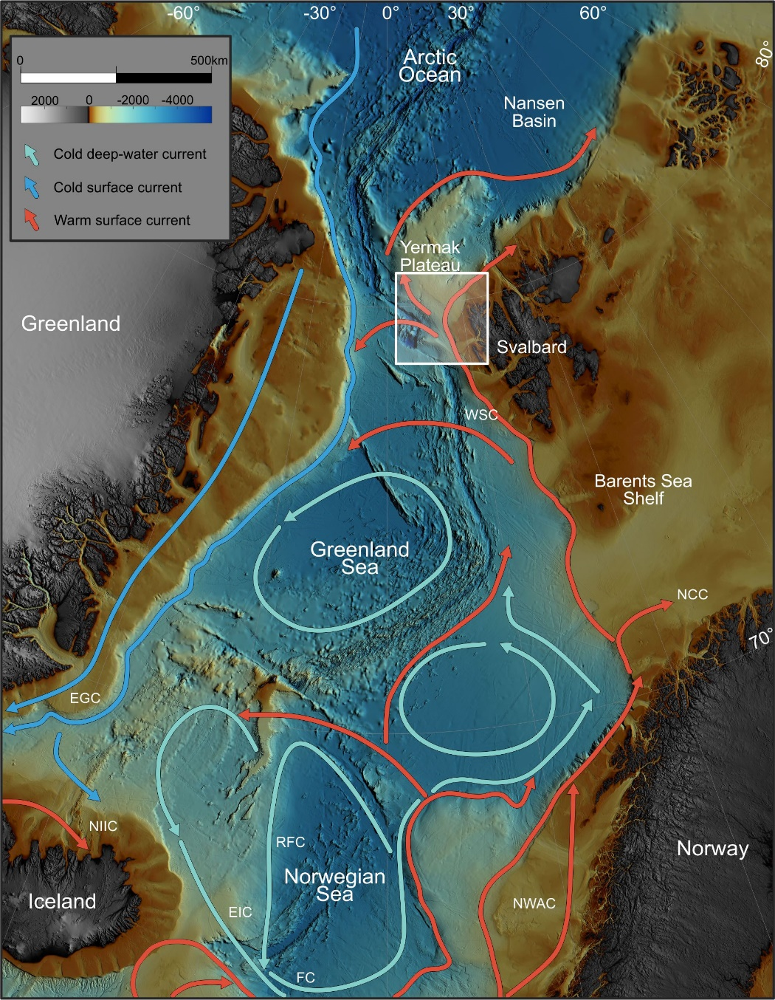 -60°
-30°
0°
30°
60°
80°
0
500km
2000
0
-2000
-4000
Cold deep-water current
Cold surface current
Warm surface current
Arctic
Ocean
Nansen
Basin
Yermak
Plateau
Greenland
Svalbard
WSC
Barents Sea
Shelf
Greenland
Sea
NCC
70°
EGC
NIIC
RFC
Norway
Norwegian
Sea
Iceland
NWAC
EIC
FC